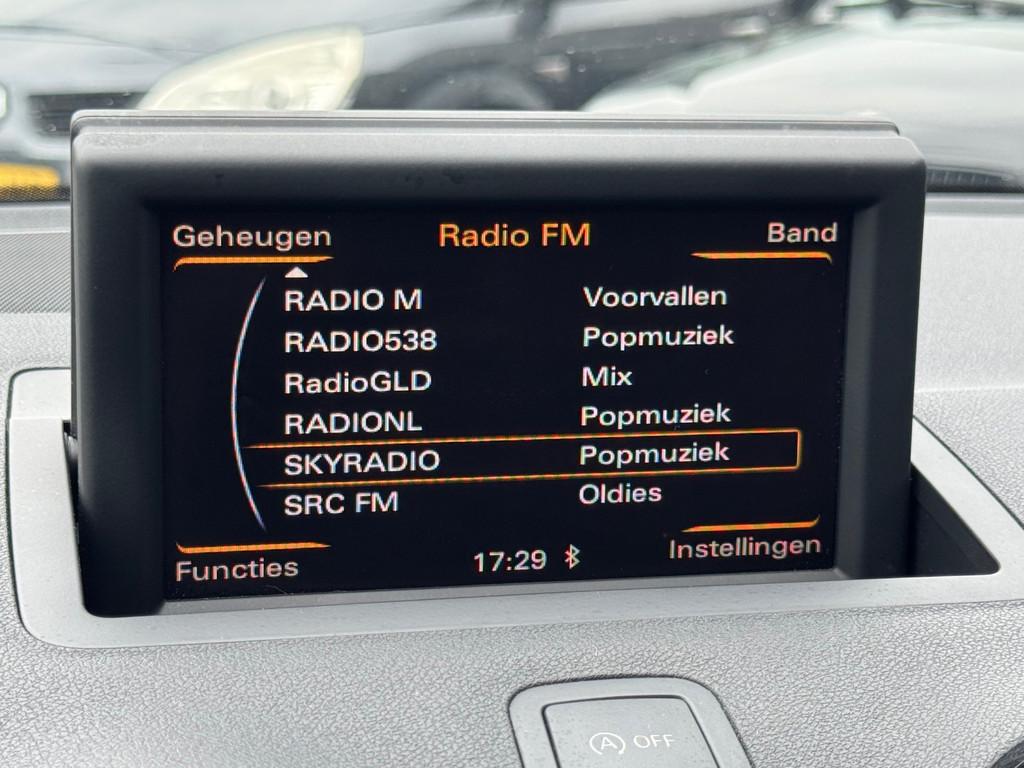 Geheugen Radio FM Band
RADIO M Voorvallen
RADIO538 Popmuziek
RadioGLD Mix
RADIONL Popmuziek
SKYRADIO Popmuziek
SRC FM Oldies
Functies 17:29 Instellingen
A OFF